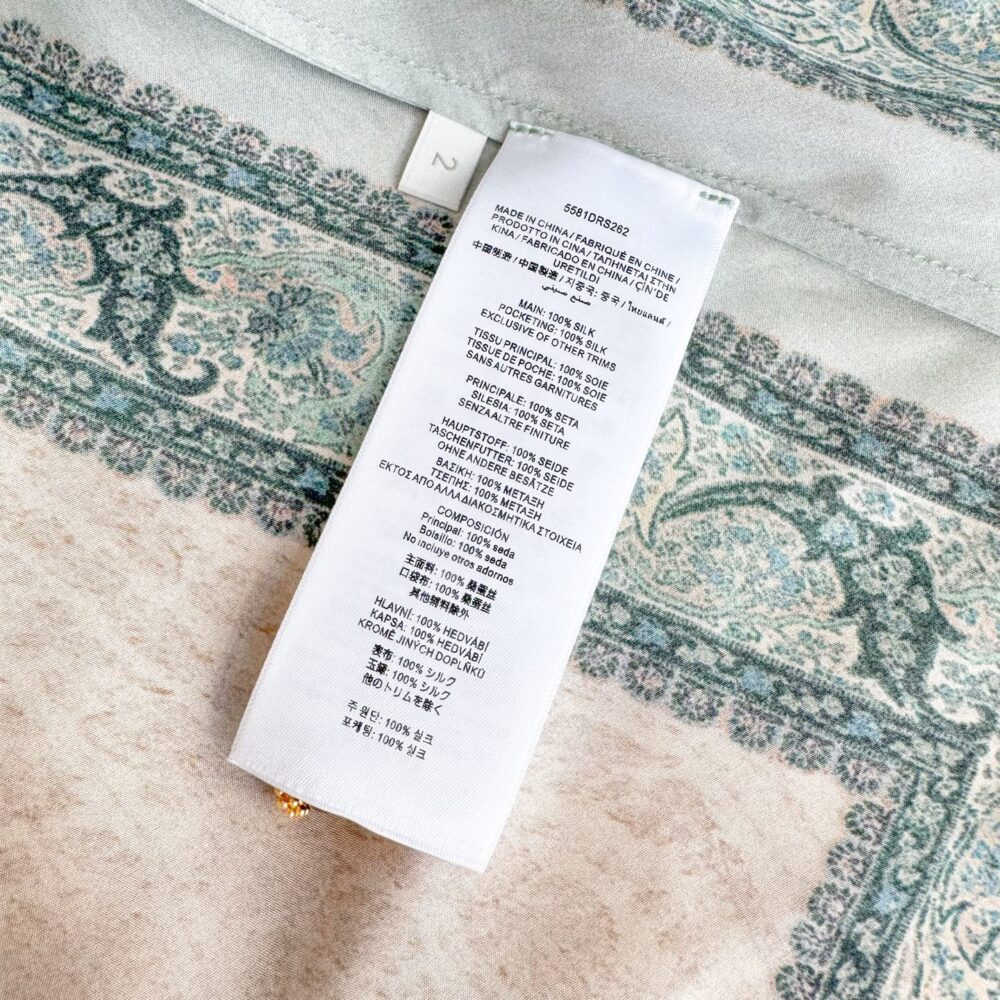 2
5581DRS262
MADE IN CHINA / FABRIQUÉ EN CHINE /
PRODOTTO IN CINA / ΤΑΠΗΝΕΤΑΙ ΣΤΗΝ
KINA / FABRICADO EN CHINA / ÇİN'DE
URETILDI
中国制造 / 中国製造 / 지중국: 중국 / ไทยแลนด์ /
صنع صيني
MAIN: 100% SILK
POCKETING: 100% SILK
EXCLUSIVE OF OTHER TRIMS
TISSU PRINCIPAL: 100% SOIE
TISSUE DE POCHE: 100% SOIE
SANS AUTRES GARNITURES
PRINCIPALE: 100% SETA
SILESIA: 100% SETA
SENZA ALTRE FINITURE
HAUPTSTOFF: 100% SEIDE
TASCHENFUTTER: 100% SEIDE
OHNE ANDERE BESÄTZE
ΒΑΣΙΚΗ: 100% ΜΕΤΑΞΗ
ΤΣΕΠΗΣ: 100% ΜΕΤΑΞΗ
ΕΚΤΟΣ ΑΠΟ ΑΛΛΑ ΔΙΑΚΟΣΜΗΤΙΚΑ ΣΤΟΙΧΕΙΑ
COMPOSICIÓN
Principal: 100% seda
Bolsillo: 100% seda
No incluye otros adornos
主面料: 100% 桑蚕丝
口袋布: 100% 桑蚕丝
其他辅料除外
HLAVNÍ: 100% HEDVÁBÍ
KAPSA: 100% HEDVÁBÍ
KROMĚ JINÝCH DOPLŇKŮ
表布: 100% シルク
玉縁: 100% シルク
他のトリムを除く
주 원단: 100% 실크
포케팅: 100% 실크